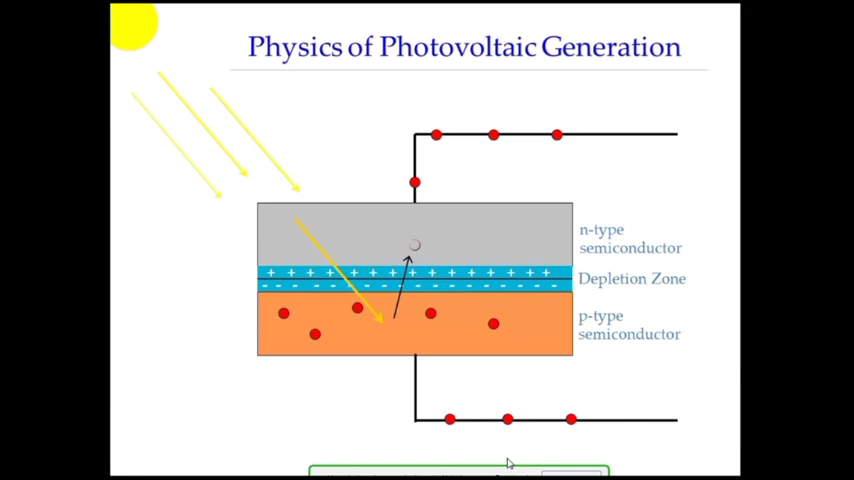 Physics of Photovoltaic Generation
n-type
semiconductor
+ + + + + + + + + + + + + + +
Depletion Zone
- - - - - - - - - - - - - - - -
p-type
semiconductor